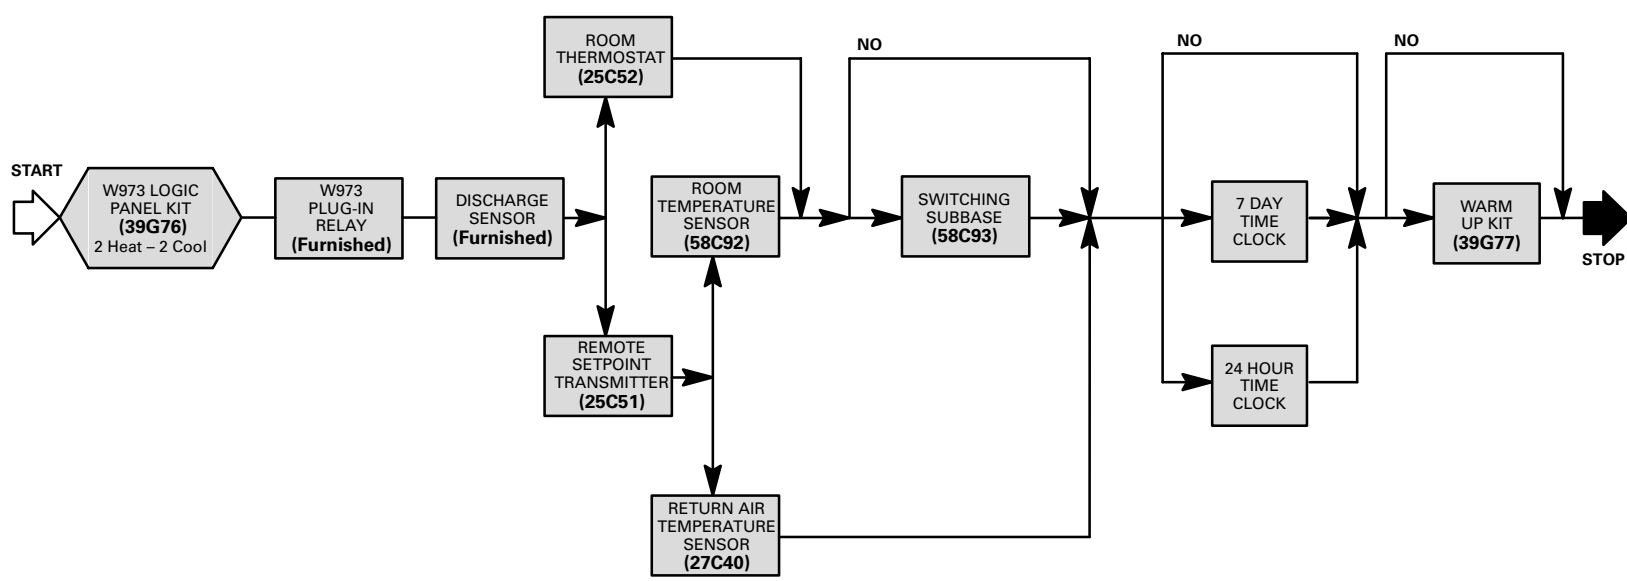 START
W973 LOGIC
PANEL KIT
(39G76)
2 Heat – 2 Cool
W973
PLUG-IN
RELAY
(Furnished)
DISCHARGE
SENSOR
(Furnished)
ROOM
THERMOSTAT
(25C52)
REMOTE
SETPOINT
TRANSMITTER
(25C51)
ROOM
TEMPERATURE
SENSOR
(58C92)
RETURN AIR
TEMPERATURE
SENSOR
(27C40)
NO
SWITCHING
SUBBASE
(58C93)
NO
7 DAY
TIME
CLOCK
24 HOUR
TIME
CLOCK
NO
WARM
UP KIT
(39G77)
STOP